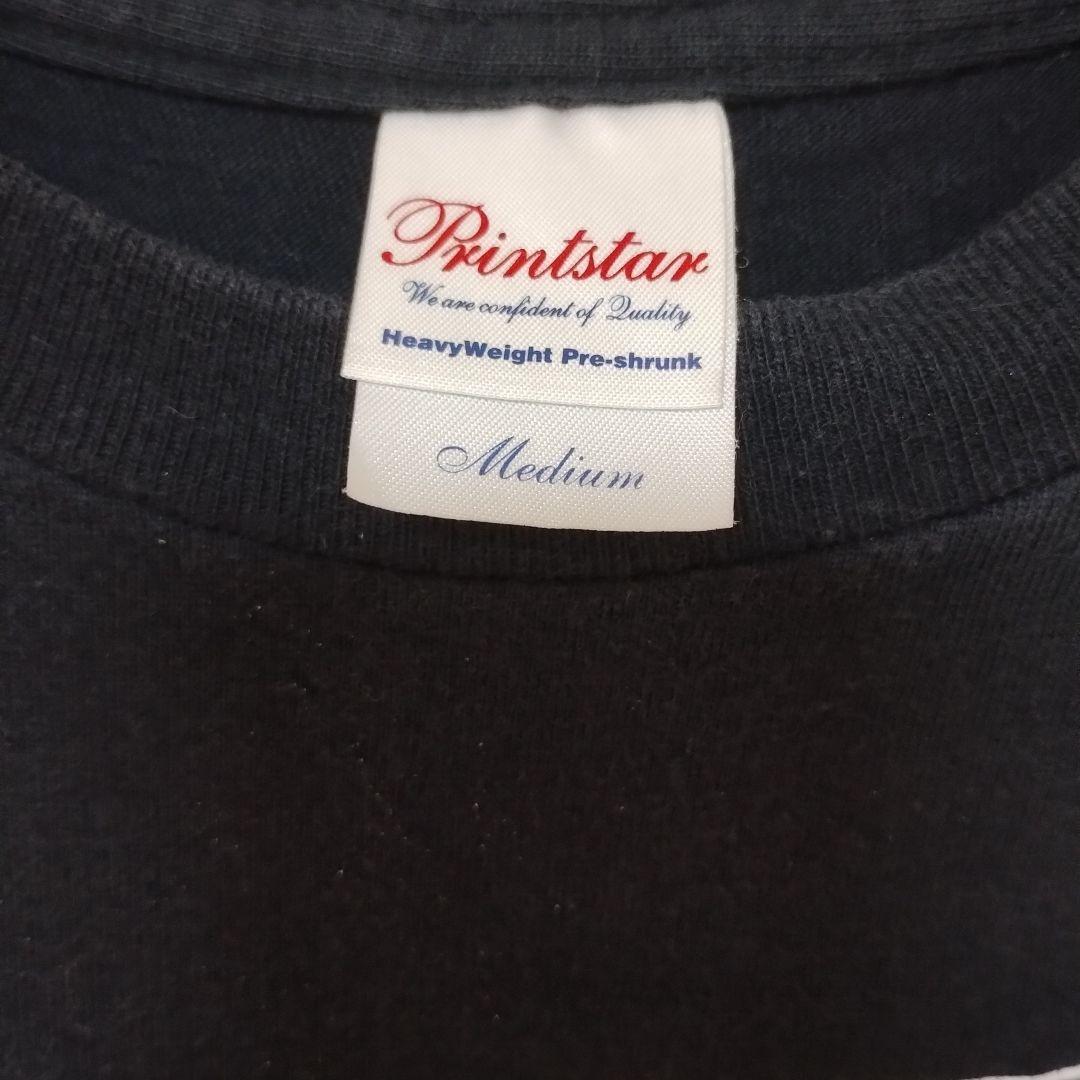 Printstar
We are confident of Quality
HeavyWeight Pre-shrunk
Medium